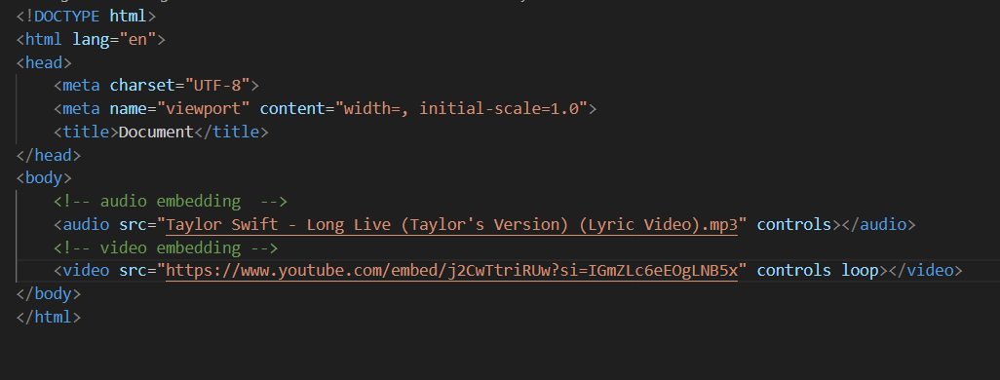 <!DOCTYPE html>
<html lang="en">
<head>
    <meta charset="UTF-8">
    <meta name="viewport" content="width=, initial-scale=1.0">
    <title>Document</title>
</head>
<body>
    <!-- audio embedding  -->
    <audio src="Taylor Swift - Long Live (Taylor's Version) (Lyric Video).mp3" controls></audio>
    <!-- video embedding -->
    <video src="https://www.youtube.com/embed/j2CwTtriRUw?si=IGmZLc6eEOgLNB5x" controls loop></video>
</body>
</html>